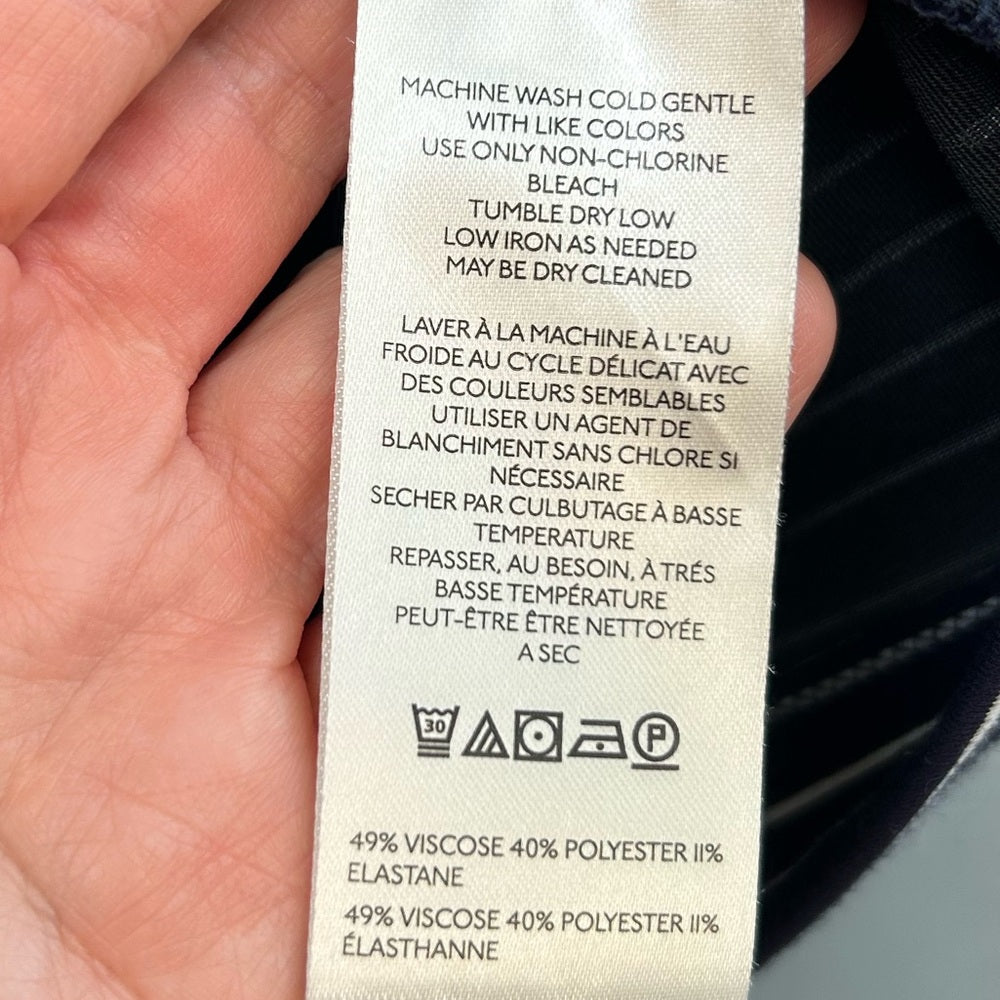 MACHINE WASH COLD GENTLE
WITH LIKE COLORS
USE ONLY NON-CHLORINE
BLEACH
TUMBLE DRY LOW
LOW IRON AS NEEDED
MAY BE DRY CLEANED
LAVER À LA MACHINE À L'EAU
FROIDE AU CYCLE DÉLICAT AVEC
DES COULEURS SEMBLABLES
UTILISER UN AGENT DE
BLANCHIMENT SANS CHLORE SI
NÉCESSAIRE
SECHER PAR CULBUTAGE À BASSE
TEMPERATURE
REPASSER, AU BESOIN, À TRÉS
BASSE TEMPÉRATURE
PEUT-ÊTRE ÊTRE NETTOYÉE
A SEC
30 P
49% VISCOSE 40% POLYESTER 11%
ELASTANE
49% VISCOSE 40% POLYESTER 11%
ÉLASTHANNE